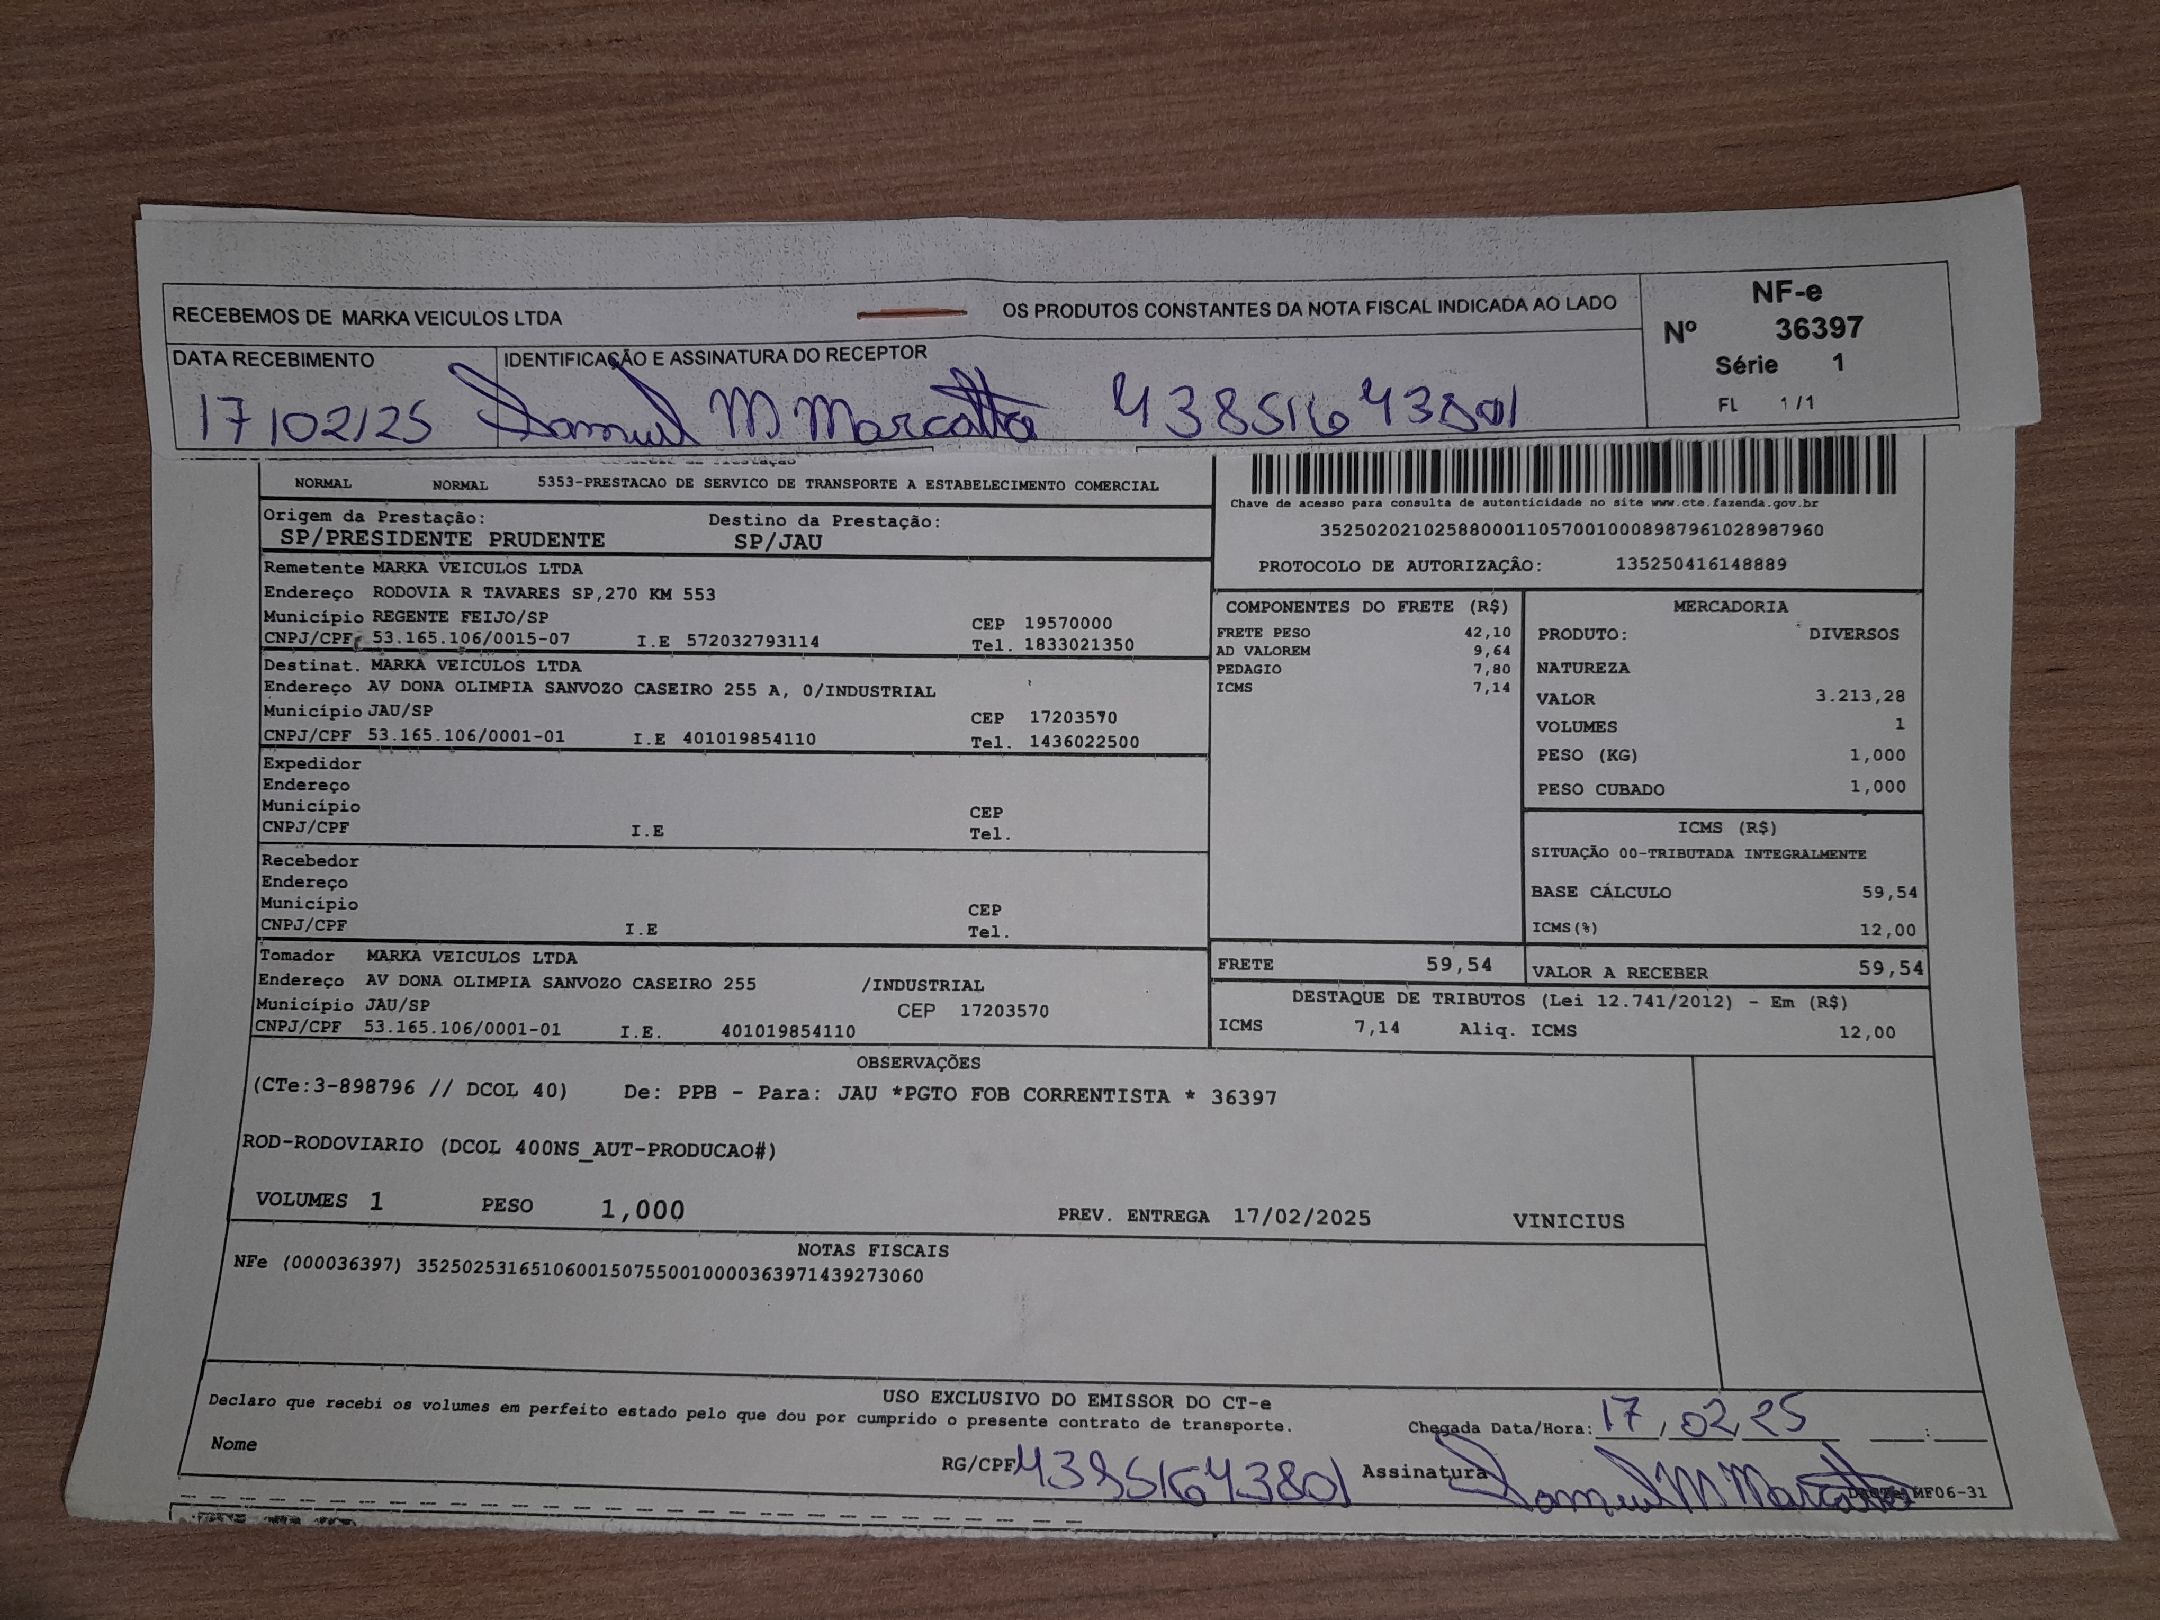 RECEBEMOS DE MARKA VEICULOS LTDA OS PRODUTOS CONSTANTES DA NOTA FISCAL INDICADA AO LADO
NF-e
Nº 36397
Série 1
FL 1/1
DATA RECEBIMENTO IDENTIFICAÇÃO E ASSINATURA DO RECEPTOR
17/02/25 Samuel M Marcatto 43851643801
NORMAL NORMAL 5353-PRESTACAO DE SERVICO DE TRANSPORTE A ESTABELECIMENTO COMERCIAL
Origem da Prestação: Destino da Prestação:
SP/PRESIDENTE PRUDENTE SP/JAU
Chave de acesso para consulta de autenticidade no site www.cte.fazenda.gov.br
35250202102588000110570010008987961028987960
PROTOCOLO DE AUTORIZAÇÃO: 135250416148889
Remetente MARKA VEICULOS LTDA
Endereço RODOVIA R TAVARES SP,270 KM 553
Município REGENTE FEIJO/SP CEP 19570000
CNPJ/CPF 53.165.106/0015-07 I.E 572032793114 Tel. 1833021350
Destinat. MARKA VEICULOS LTDA
Endereço AV DONA OLIMPIA SANVOZO CASEIRO 255 A, 0/INDUSTRIAL
Município JAU/SP CEP 17203570
CNPJ/CPF 53.165.106/0001-01 I.E 401019854110 Tel. 1436022500
Expedidor
Endereço
Município CEP
CNPJ/CPF I.E Tel.
Recebedor
Endereço
Município CEP
CNPJ/CPF I.E Tel.
Tomador MARKA VEICULOS LTDA
Endereço AV DONA OLIMPIA SANVOZO CASEIRO 255 /INDUSTRIAL
Município JAU/SP CEP 17203570
CNPJ/CPF 53.165.106/0001-01 I.E. 401019854110
COMPONENTES DO FRETE (R$)
FRETE PESO 42,10
AD VALOREM 9,64
PEDAGIO 7,80
ICMS 7,14
MERCADORIA
PRODUTO: DIVERSOS
NATUREZA
VALOR 3.213,28
VOLUMES 1
PESO (KG) 1,000
PESO CUBADO 1,000
ICMS (R$)
SITUAÇÃO 00-TRIBUTADA INTEGRALMENTE
BASE CÁLCULO 59,54
ICMS(%) 12,00
FRETE 59,54 VALOR A RECEBER 59,54
DESTAQUE DE TRIBUTOS (Lei 12.741/2012) - Em (R$)
ICMS 7,14 Aliq. ICMS 12,00
OBSERVAÇÕES
(CTe:3-898796 // DCOL 40) De: PPB - Para: JAU *PGTO FOB CORRENTISTA * 36397
ROD-RODOVIARIO (DCOL 400NS_AUT-PRODUCAO#)
VOLUMES 1 PESO 1,000 PREV. ENTREGA 17/02/2025 VINICIUS
NOTAS FISCAIS
NFe (000036397) 35250253165106001507550010000363971439273060
USO EXCLUSIVO DO EMISSOR DO CT-e
Declaro que recebi os volumes em perfeito estado pelo que dou por cumprido o presente contrato de transporte.
Chegada Data/Hora: 17/02/25 :
Nome RG/CPF 43851643801 Assinatura Samuel M Marcatto
MF06-31